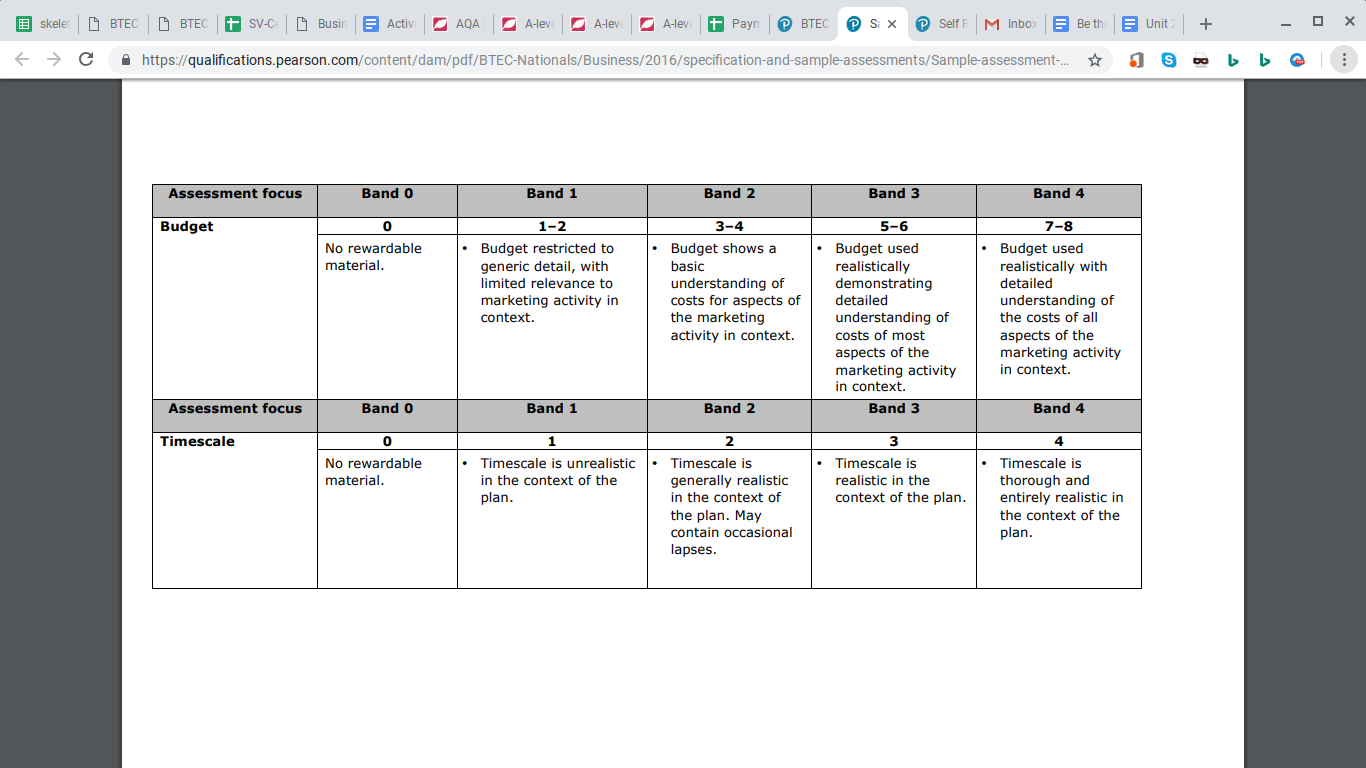 skelet BTEC BTEC SV-Co Busin Activi AQA A-leve A-leve A-leve Paym BTEC Sa Self R Inbox Be the Unit 2
https://qualifications.pearson.com/content/dam/pdf/BTEC-Nationals/Business/2016/specification-and-sample-assessments/Sample-assessment-...
Assessment focus Band 0 Band 1 Band 2 Band 3 Band 4
Budget 0 1–2 3–4 5–6 7–8
No rewardable
material.
• Budget restricted to
generic detail, with
limited relevance to
marketing activity in
context.
• Budget shows a
basic
understanding of
costs for aspects of
the marketing
activity in context.
• Budget used
realistically
demonstrating
detailed
understanding of
costs of most
aspects of the
marketing activity
in context.
• Budget used
realistically with
detailed
understanding of
the costs of all
aspects of the
marketing activity
in context.
Assessment focus Band 0 Band 1 Band 2 Band 3 Band 4
Timescale 0 1 2 3 4
No rewardable
material.
• Timescale is unrealistic
in the context of the
plan.
• Timescale is
generally realistic
in the context of
the plan. May
contain occasional
lapses.
• Timescale is
realistic in the
context of the plan.
• Timescale is
thorough and
entirely realistic in
the context of the
plan.